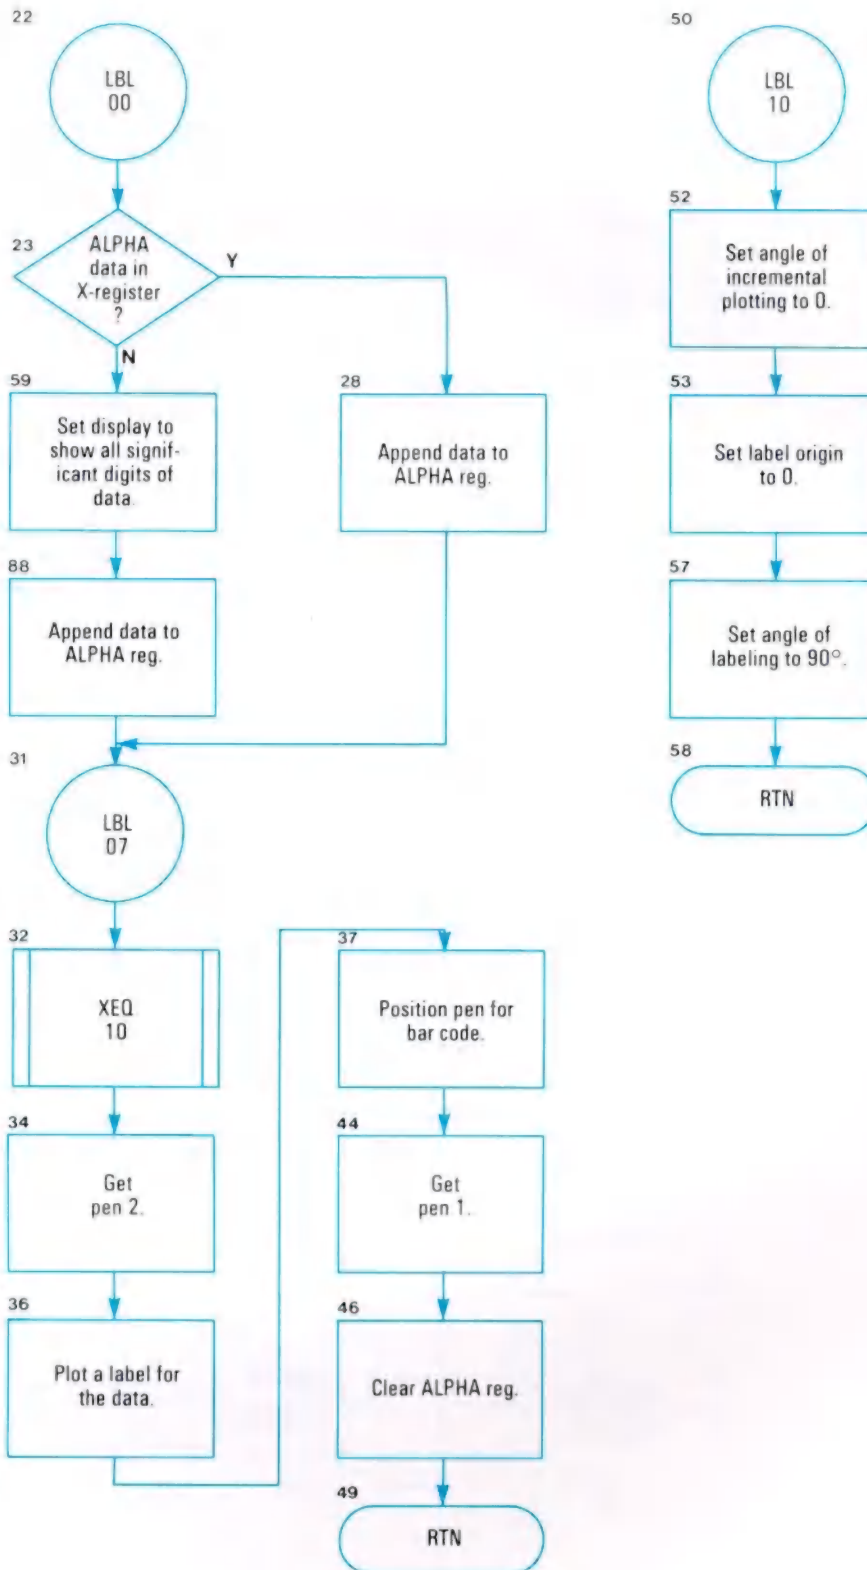 22
LBL
00
23
ALPHA
data in
X-register
?
Y
N
59
Set display to
show all signif-
icant digits of
data.
28
Append data to
ALPHA reg.
88
Append data to
ALPHA reg.
31
LBL
07
32
XEQ
10
34
Get
pen 2.
36
Plot a label for
the data.
37
Position pen for
bar code.
44
Get
pen 1.
46
Clear ALPHA reg.
49
RTN
50
LBL
10
52
Set angle of
incremental
plotting to 0.
53
Set label origin
to 0.
57
Set angle of
labeling to 90°.
58
RTN